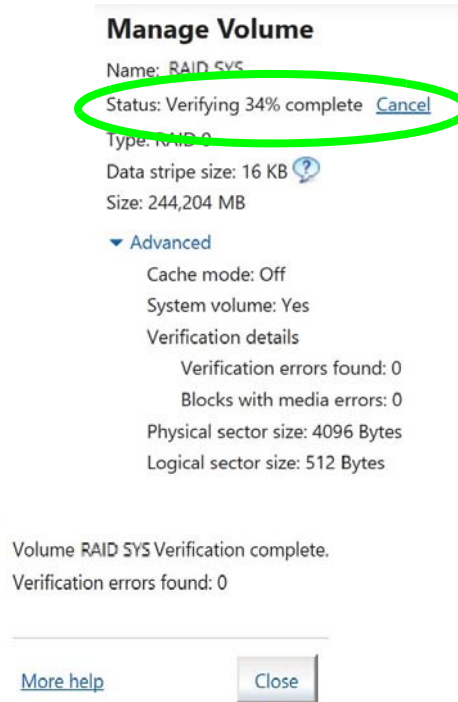 Manage Volume
Name: RAID SYS
Status: Verifying 34% complete Cancel
Type: RAID 0
Data stripe size: 16 KB ?
Size: 244,204 MB
Advanced
Cache mode: Off
System volume: Yes
Verification details
Verification errors found: 0
Blocks with media errors: 0
Physical sector size: 4096 Bytes
Logical sector size: 512 Bytes
Volume RAID SYS Verification complete.
Verification errors found: 0
More help Close